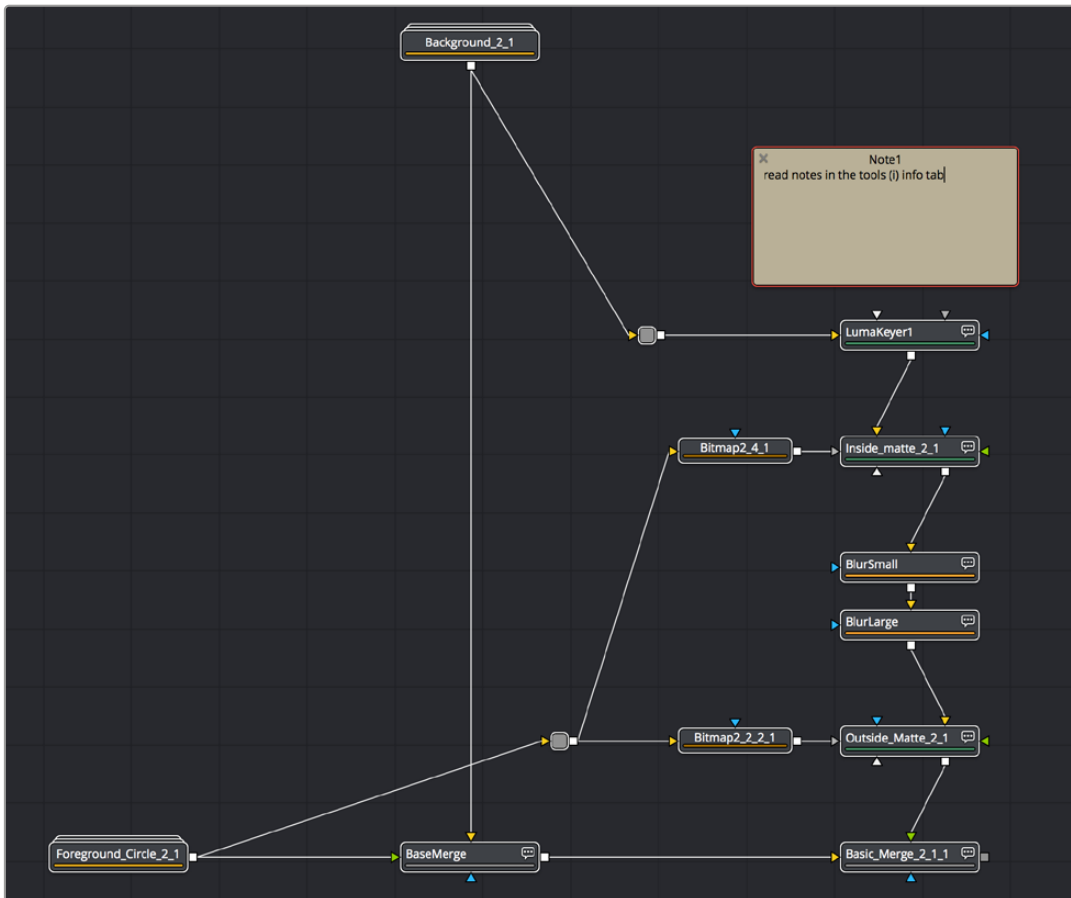 Background_2_1
Note1
read notes in the tools (i) info tab
LumaKeyer1
Bitmap2_4_1
Inside_matte_2_1
BlurSmall
BlurLarge
Bitmap2_2_2_1
Outside_Matte_2_1
Foreground_Circle_2_1
BaseMerge
Basic_Merge_2_1_1